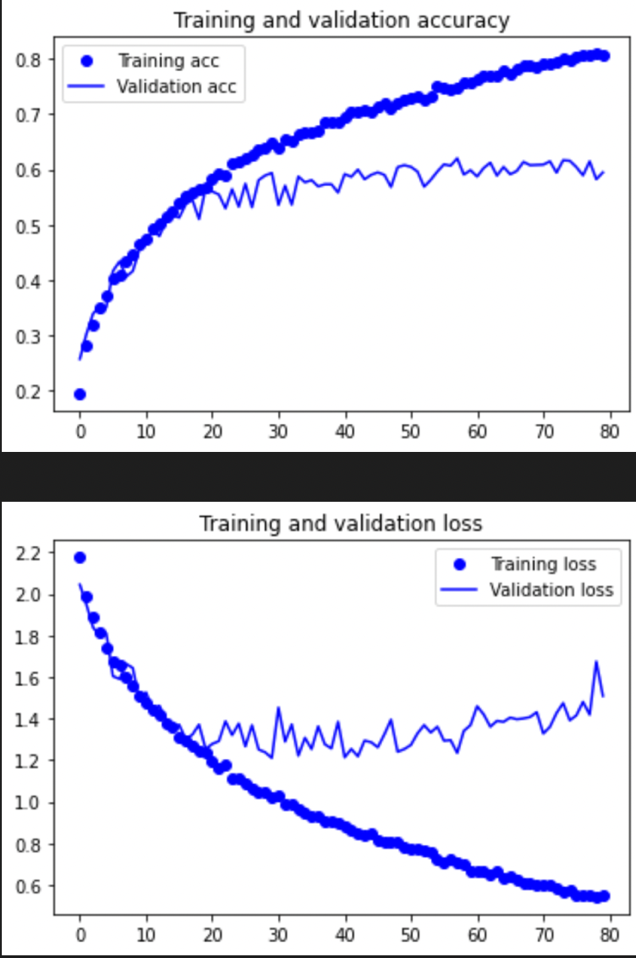 Training and validation accuracy
Training acc
Validation acc
0.8
0.7
0.6
0.5
0.4
0.3
0.2
0 10 20 30 40 50 60 70 80
Training and validation loss
Training loss
Validation loss
2.2
2.0
1.8
1.6
1.4
1.2
1.0
0.8
0.6
0 10 20 30 40 50 60 70 80